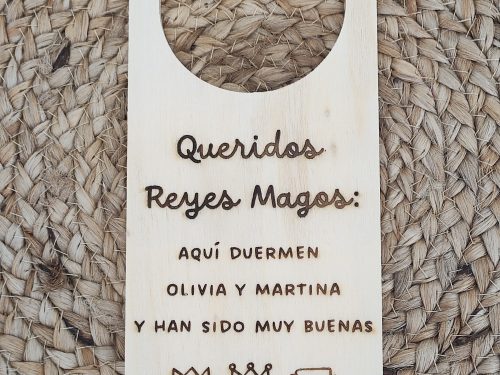 Queridos
Reyes Magos:
AQUÍ DUERMEN
OLIVIA Y MARTINA
Y HAN SIDO MUY BUENAS